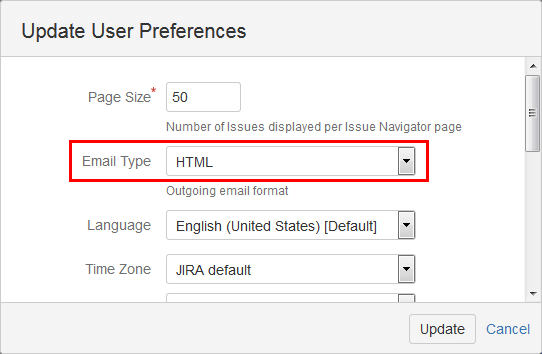 Update User Preferences
Page Size* 50
Number of Issues displayed per Issue Navigator page
Email Type HTML
Outgoing email format
Language English (United States) [Default]
Time Zone JIRA default
Update Cancel